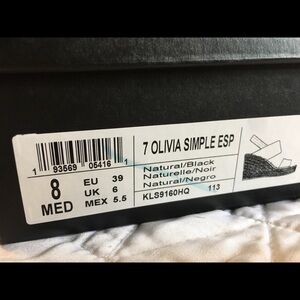 7 OLIVIA SIMPLE ESP
1 93569 05416 1
8
MED
EU 39
UK 6
MEX 5.5
Natural/Black
Naturelle/Noir
Natural/Negro
KLS9160HQ 113